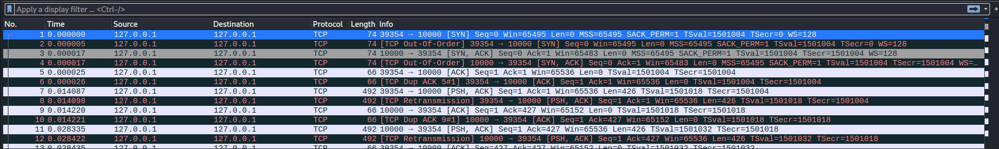 Apply a display filter … <Ctrl-/>
No. Time Source Destination Protocol Length Info
1 0.000000 127.0.0.1 127.0.0.1 TCP 74 39354 → 10000 [SYN] Seq=0 Win=65495 Len=0 MSS=65495 SACK_PERM=1 TSval=1501004 TSecr=0 WS=128
2 0.000005 127.0.0.1 127.0.0.1 TCP 74 [TCP Out-Of-Order] 39354 → 10000 [SYN] Seq=0 Win=65495 Len=0 MSS=65495 SACK_PERM=1 TSval=1501004 TSecr=0 WS=128
3 0.000017 127.0.0.1 127.0.0.1 TCP 74 10000 → 39354 [SYN, ACK] Seq=0 Ack=1 Win=65483 Len=0 MSS=65495 SACK_PERM=1 TSval=1501004 TSecr=1501004 WS=128
4 0.000017 127.0.0.1 127.0.0.1 TCP 74 [TCP Out-Of-Order] 10000 → 39354 [SYN, ACK] Seq=0 Ack=1 Win=65483 Len=0 MSS=65495 SACK_PERM=1 TSval=1501004 TSecr=1501004 WS=…
5 0.000025 127.0.0.1 127.0.0.1 TCP 66 39354 → 10000 [ACK] Seq=1 Ack=1 Win=65536 Len=0 TSval=1501004 TSecr=1501004
6 0.000026 127.0.0.1 127.0.0.1 TCP 66 [TCP Dup ACK 5#1] 39354 → 10000 [ACK] Seq=1 Ack=1 Win=65536 Len=0 TSval=1501004 TSecr=1501004
7 0.014087 127.0.0.1 127.0.0.1 TCP 492 39354 → 10000 [PSH, ACK] Seq=1 Ack=1 Win=65536 Len=426 TSval=1501018 TSecr=1501004
8 0.014098 127.0.0.1 127.0.0.1 TCP 492 [TCP Retransmission] 39354 → 10000 [PSH, ACK] Seq=1 Ack=1 Win=65536 Len=426 TSval=1501018 TSecr=1501004
9 0.014220 127.0.0.1 127.0.0.1 TCP 66 10000 → 39354 [ACK] Seq=1 Ack=427 Win=65152 Len=0 TSval=1501018 TSecr=1501018
10 0.014221 127.0.0.1 127.0.0.1 TCP 66 [TCP Dup ACK 9#1] 10000 → 39354 [ACK] Seq=1 Ack=427 Win=65152 Len=0 TSval=1501018 TSecr=1501018
11 0.028335 127.0.0.1 127.0.0.1 TCP 492 10000 → 39354 [PSH, ACK] Seq=1 Ack=427 Win=65536 Len=426 TSval=1501032 TSecr=1501018
12 0.028422 127.0.0.1 127.0.0.1 TCP 492 [TCP Retransmission] 10000 → 39354 [PSH, ACK] Seq=1 Ack=427 Win=65536 Len=426 TSval=1501032 TSecr=1501018
13 0.028435 127.0.0.1 127.0.0.1 TCP 66 39354 → 10000 [ACK] Seq=427 Ack=427 Win=65152 Len=0 TSval=1501032 TSecr=1501032